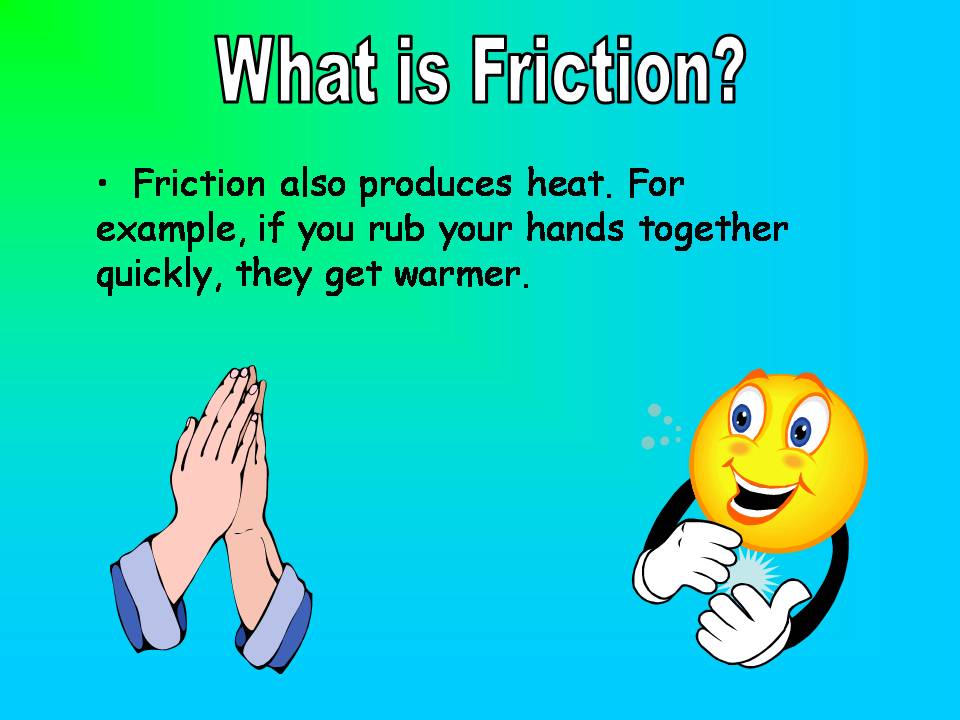 What is Friction?
• Friction also produces heat. For
example, if you rub your hands together
quickly, they get warmer.